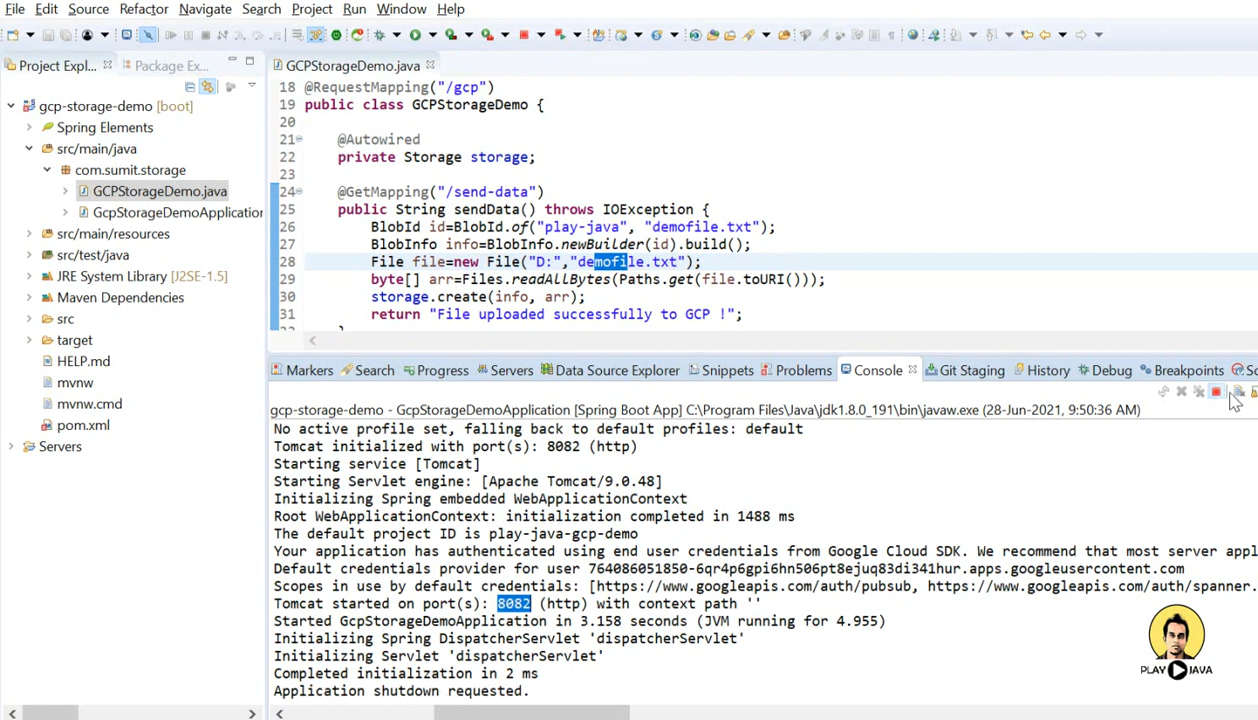 File Edit Source Refactor Navigate Search Project Run Window Help
Project Expl... Package Ex... GCPStorageDemo.java
gcp-storage-demo [boot]
Spring Elements
src/main/java
com.sumit.storage
GCPStorageDemo.java
GcpStorageDemoApplication
src/main/resources
src/test/java
JRE System Library [J2SE-1.5]
Maven Dependencies
src
target
HELP.md
mvnw
mvnw.cmd
pom.xml
Servers
18 @RequestMapping("/gcp")
19 public class GCPStorageDemo {
20
21 @Autowired
22 private Storage storage;
23
24 @GetMapping("/send-data")
25 public String sendData() throws IOException {
26 BlobId id=BlobId.of("play-java", "demofile.txt");
27 BlobInfo info=BlobInfo.newBuilder(id).build();
28 File file=new File("D:","demofile.txt");
29 byte[] arr=Files.readAllBytes(Paths.get(file.toURI()));
30 storage.create(info, arr);
31 return "File uploaded successfully to GCP !";
Markers Search Progress Servers Data Source Explorer Snippets Problems Console Git Staging History Debug Breakpoints
gcp-storage-demo - GcpStorageDemoApplication [Spring Boot App] C:\Program Files\Java\jdk1.8.0_191\bin\javaw.exe (28-Jun-2021, 9:50:36 AM)
No active profile set, falling back to default profiles: default
Tomcat initialized with port(s): 8082 (http)
Starting service [Tomcat]
Starting Servlet engine: [Apache Tomcat/9.0.48]
Initializing Spring embedded WebApplicationContext
Root WebApplicationContext: initialization completed in 1488 ms
The default project ID is play-java-gcp-demo
Your application has authenticated using end user credentials from Google Cloud SDK. We recommend that most server appl
Default credentials provider for user 764086051850-6qr4p6gpi6hn506pt8ejuq83di341hur.apps.googleusercontent.com
Scopes in use by default credentials: [https://www.googleapis.com/auth/pubsub, https://www.googleapis.com/auth/spanner.
Tomcat started on port(s): 8082 (http) with context path ''
Started GcpStorageDemoApplication in 3.158 seconds (JVM running for 4.955)
Initializing Spring DispatcherServlet 'dispatcherServlet'
Initializing Servlet 'dispatcherServlet'
Completed initialization in 2 ms
Application shutdown requested.
PLAY JAVA